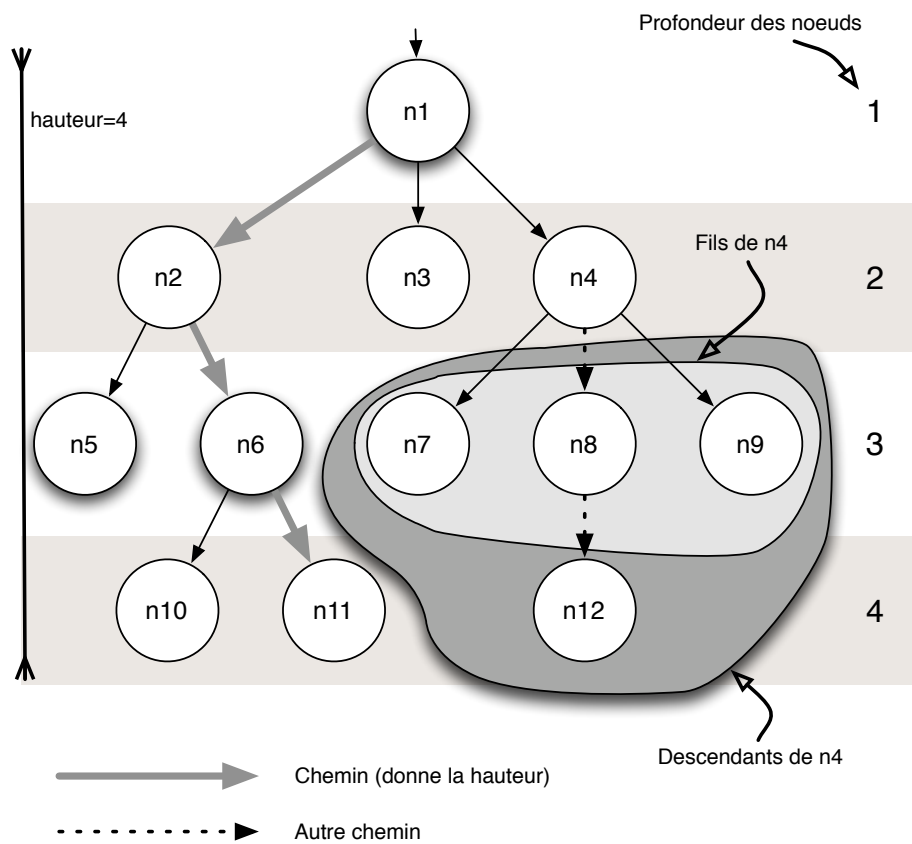 Profondeur des noeuds
hauteur=4
n1
1
n2
n3
n4
Fils de n4
2
n5
n6
n7
n8
n9
3
n10
n11
n12
4
Descendants de n4
Chemin (donne la hauteur)
Autre chemin